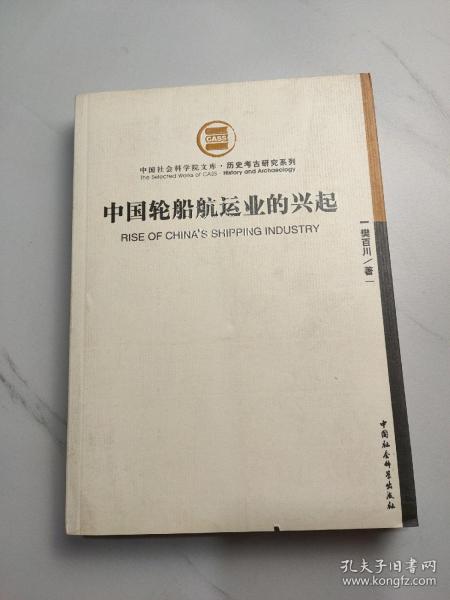 CASS
中国社会科学院文库·历史考古研究系列
The Selected Works of CASS · History and Archaeology
中国轮船航运业的兴起
RISE OF CHINA'S SHIPPING INDUSTRY
樊百川／著
中国社会科学出版社
孔夫子旧书网
www.kongfz.com